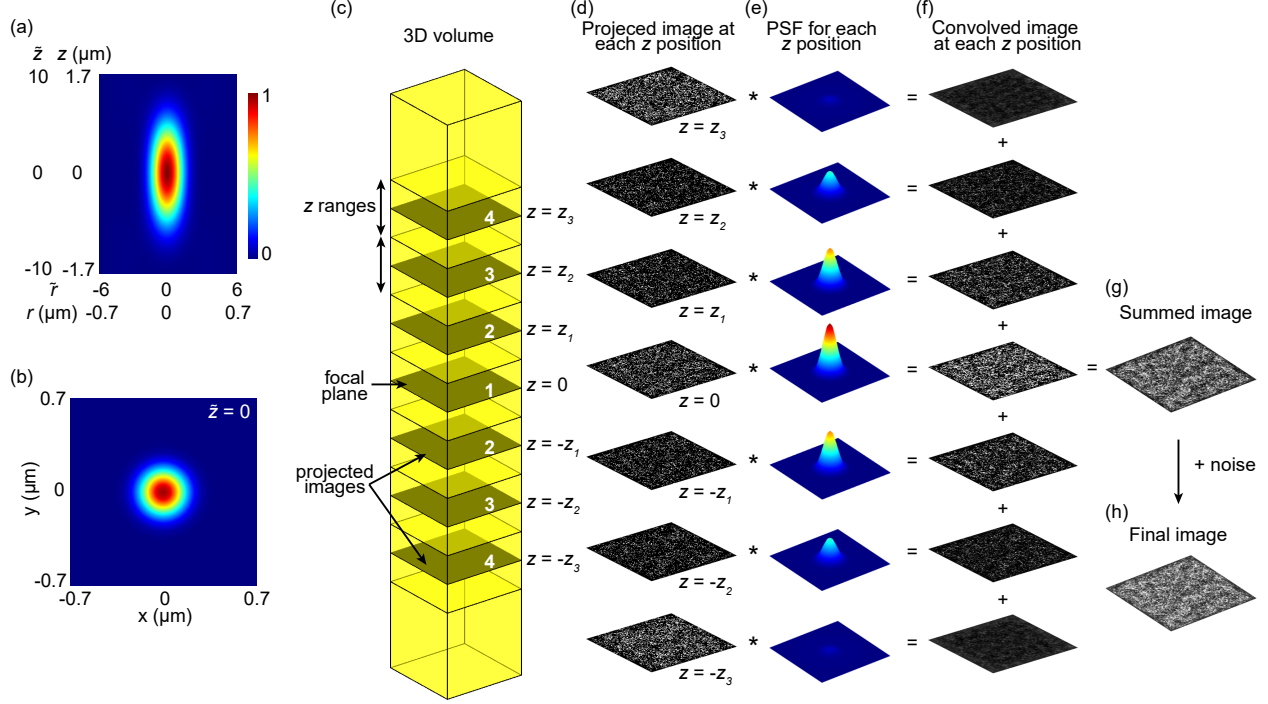 (a)
z̃ z (μm)
10 1.7
0 0
-10 -1.7
r̃ -6 0 6
r (μm) -0.7 0 0.7
1
0
(b)
0.7
z̃ = 0
y (μm)
0
-0.7
-0.7 0 0.7
x (μm)
(c)
3D volume
z ranges
focal
plane
projected
images
4
3
2
1
2
3
4
z = z₃
z = z₂
z = z₁
z = 0
z = -z₁
z = -z₂
z = -z₃
(d)
Projeced image at
each z position
z = z₃
z = z₂
z = z₁
z = 0
z = -z₁
z = -z₂
z = -z₃
* =
* =
* =
* =
* =
* =
* =
(e)
PSF for each
z position
(f)
Convolved image
at each z position
+
+
+
+
+
+
=
(g)
Summed image
+ noise
(h)
Final image